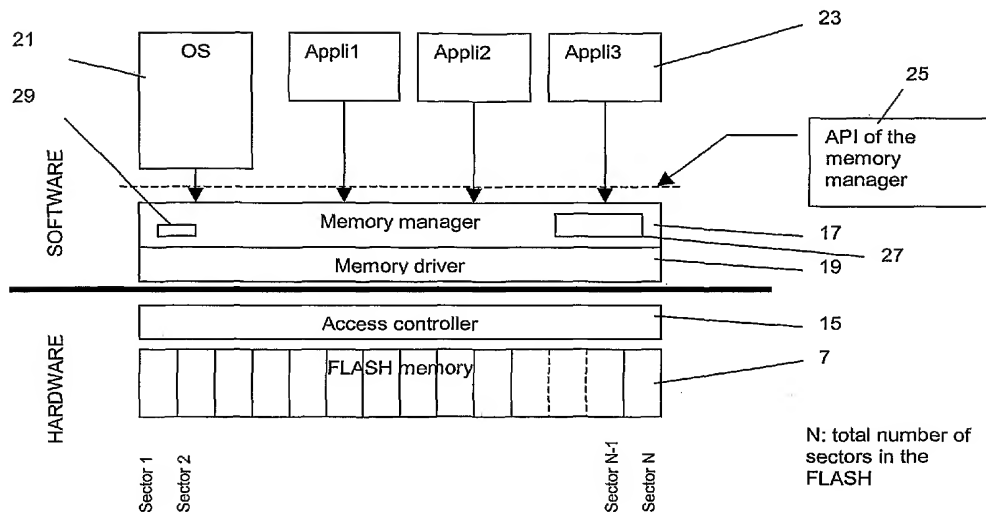 21
OS
Appli1
Appli2
Appli3
23
29
25
API of the
memory
manager
SOFTWARE
Memory manager
17
27
Memory driver
19
HARDWARE
Access controller
15
FLASH memory
7
Sector 1
Sector 2
Sector N-1
Sector N
N: total number of
sectors in the
FLASH